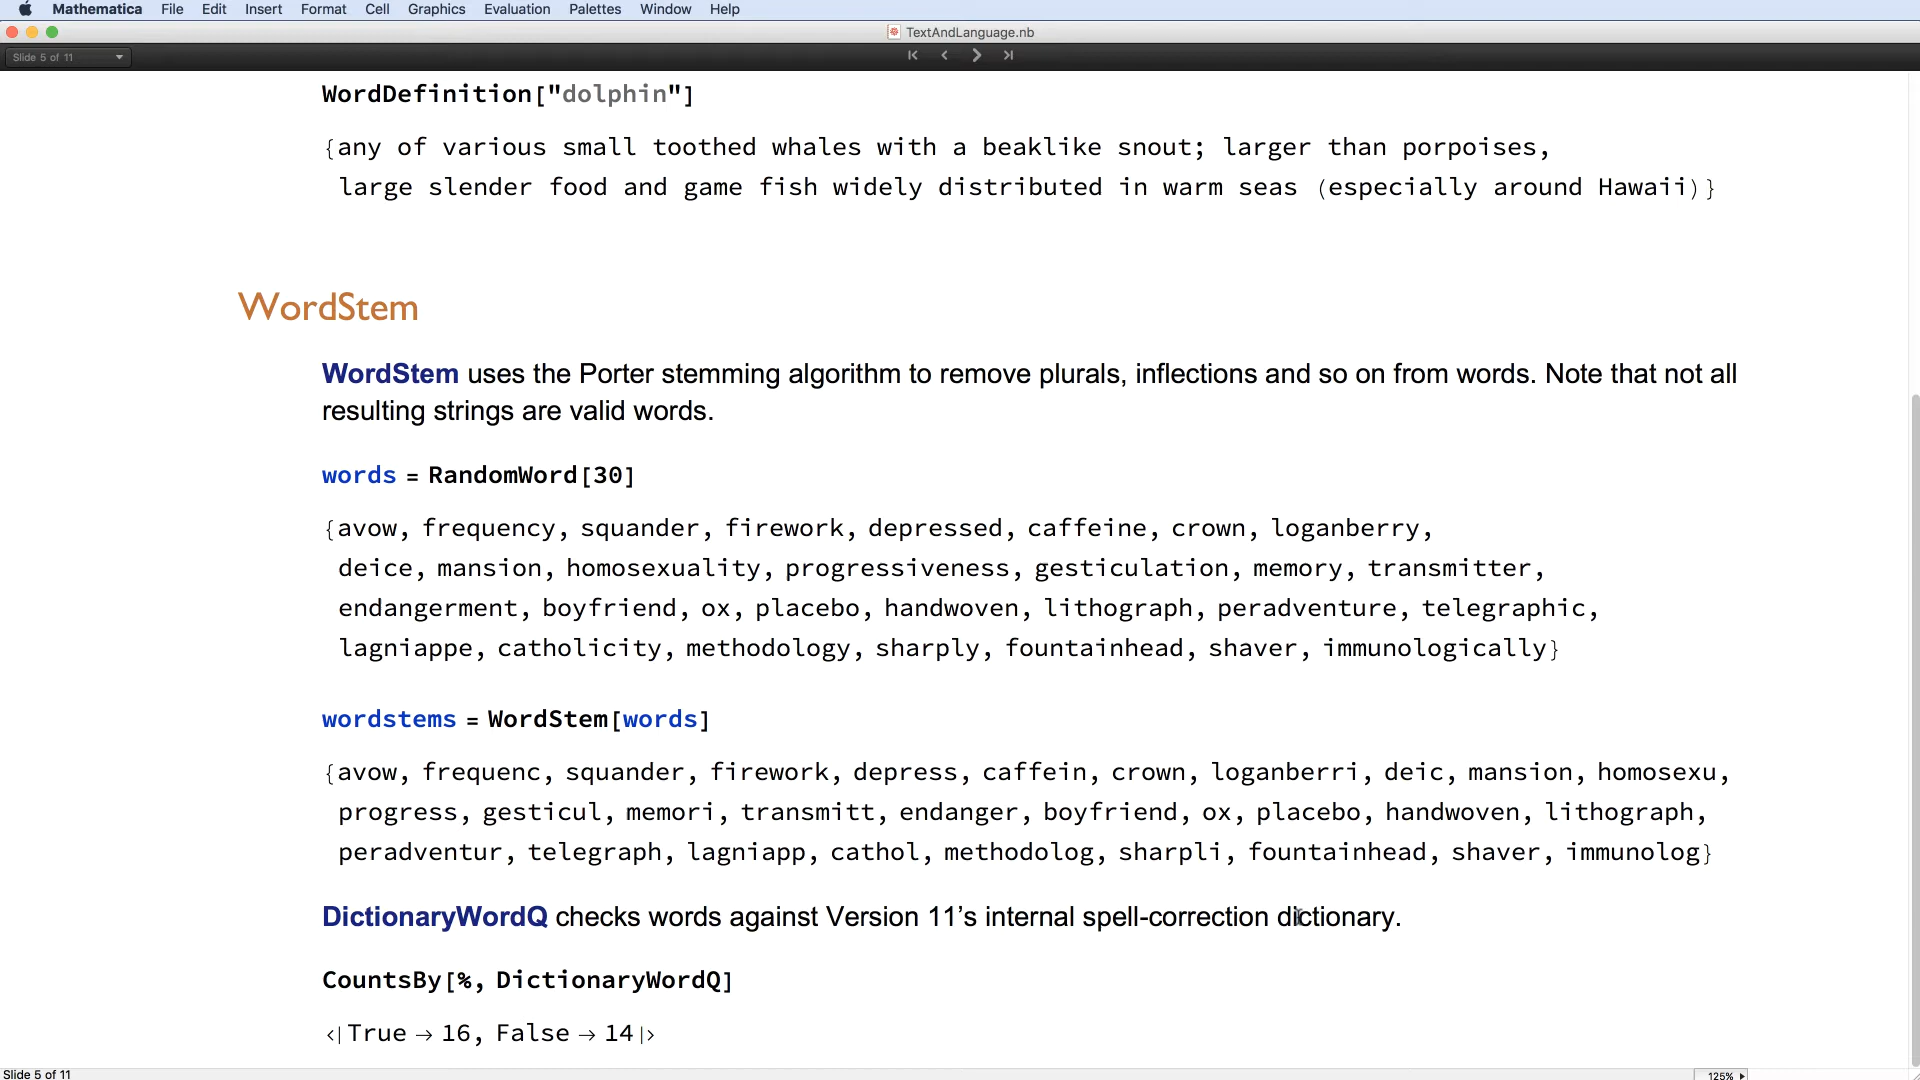 Mathematica File Edit Insert Format Cell Graphics Evaluation Palettes Window Help
TextAndLanguage.nb
Slide 5 of 11
WordDefinition["dolphin"]
{any of various small toothed whales with a beaklike snout; larger than porpoises,
large slender food and game fish widely distributed in warm seas (especially around Hawaii)}
WordStem
WordStem uses the Porter stemming algorithm to remove plurals, inflections and so on from words. Note that not all
resulting strings are valid words.
words = RandomWord[30]
{avow, frequency, squander, firework, depressed, caffeine, crown, loganberry,
deice, mansion, homosexuality, progressiveness, gesticulation, memory, transmitter,
endangerment, boyfriend, ox, placebo, handwoven, lithograph, peradventure, telegraphic,
lagniappe, catholicity, methodology, sharply, fountainhead, shaver, immunologically}
wordstems = WordStem[words]
{avow, frequenc, squander, firework, depress, caffein, crown, loganberri, deic, mansion, homosexu,
progress, gesticul, memori, transmitt, endanger, boyfriend, ox, placebo, handwoven, lithograph,
peradventur, telegraph, lagniapp, cathol, methodolog, sharpli, fountainhead, shaver, immunolog}
DictionaryWordQ checks words against Version 11’s internal spell-correction dictionary.
CountsBy[%, DictionaryWordQ]
<|True → 16, False → 14|>
Slide 5 of 11
125%